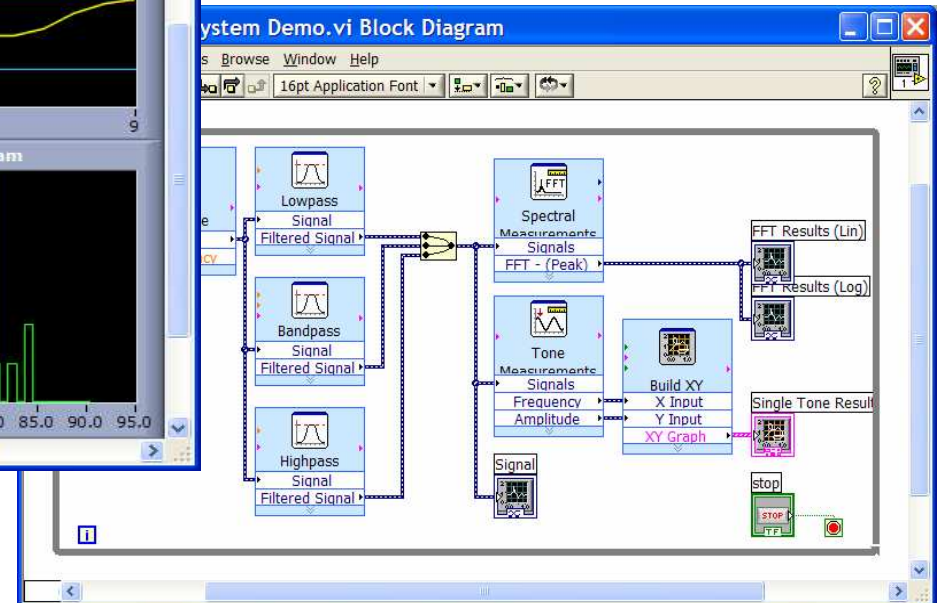 ystem Demo.vi Block Diagram
s Browse Window Help
16pt Application Font
9
am
85.0 90.0 95.0
e
cy
Lowpass
Signal
Filtered Signal
Bandpass
Signal
Filtered Signal
Highpass
Signal
Filtered Signal
FFT
Spectral
Measurements
Signals
FFT - (Peak)
Tone
Measurements
Signals
Frequency
Amplitude
Build XY
X Input
Y Input
XY Graph
Signal
FFT Results (Lin)
FFT Results (Log)
Single Tone Result
stop
STOP
TF
i